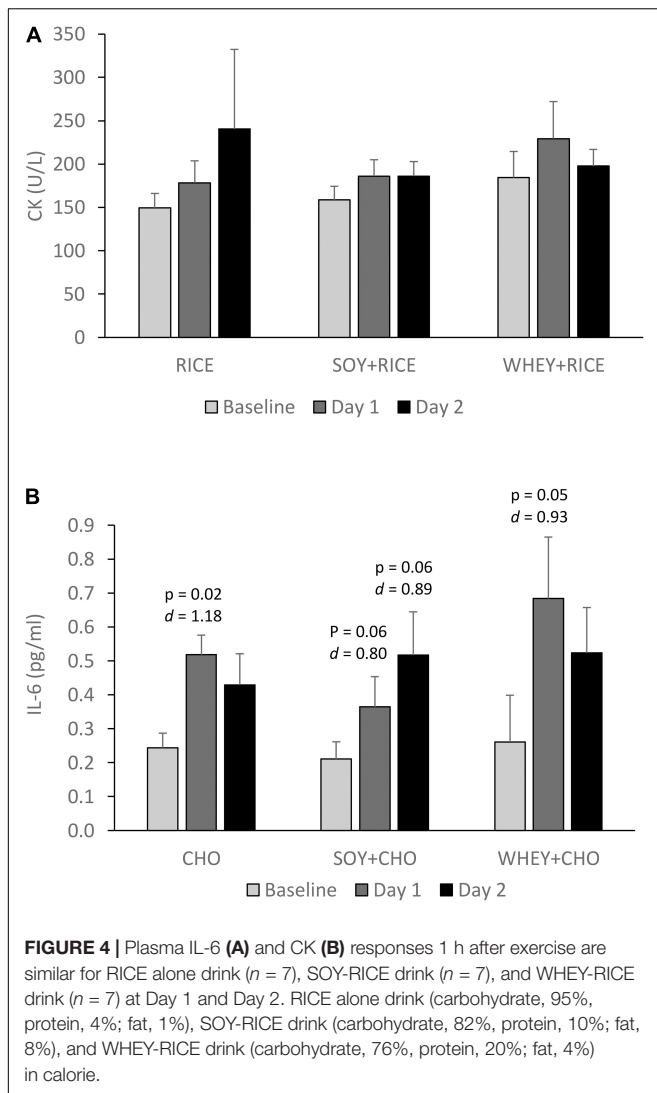 A
350
300
250
200
150
100
50
0
CK (U/L)
RICE SOY+RICE WHEY+RICE
Baseline Day 1 Day 2
B
p = 0.05
d = 0.93
p = 0.06
d = 0.89
p = 0.02
d = 1.18
P = 0.06
d = 0.80
0.9
0.8
0.7
0.6
0.5
0.4
0.3
0.2
0.1
0.0
IL-6 (pg/ml)
CHO SOY+CHO WHEY+CHO
Baseline Day 1 Day 2
FIGURE 4 | Plasma IL-6 (A) and CK (B) responses 1 h after exercise are
similar for RICE alone drink (n = 7), SOY-RICE drink (n = 7), and WHEY-RICE
drink (n = 7) at Day 1 and Day 2. RICE alone drink (carbohydrate, 95%,
protein, 4%; fat, 1%), SOY-RICE drink (carbohydrate, 82%, protein, 10%; fat,
8%), and WHEY-RICE drink (carbohydrate, 76%, protein, 20%; fat, 4%)
in calorie.